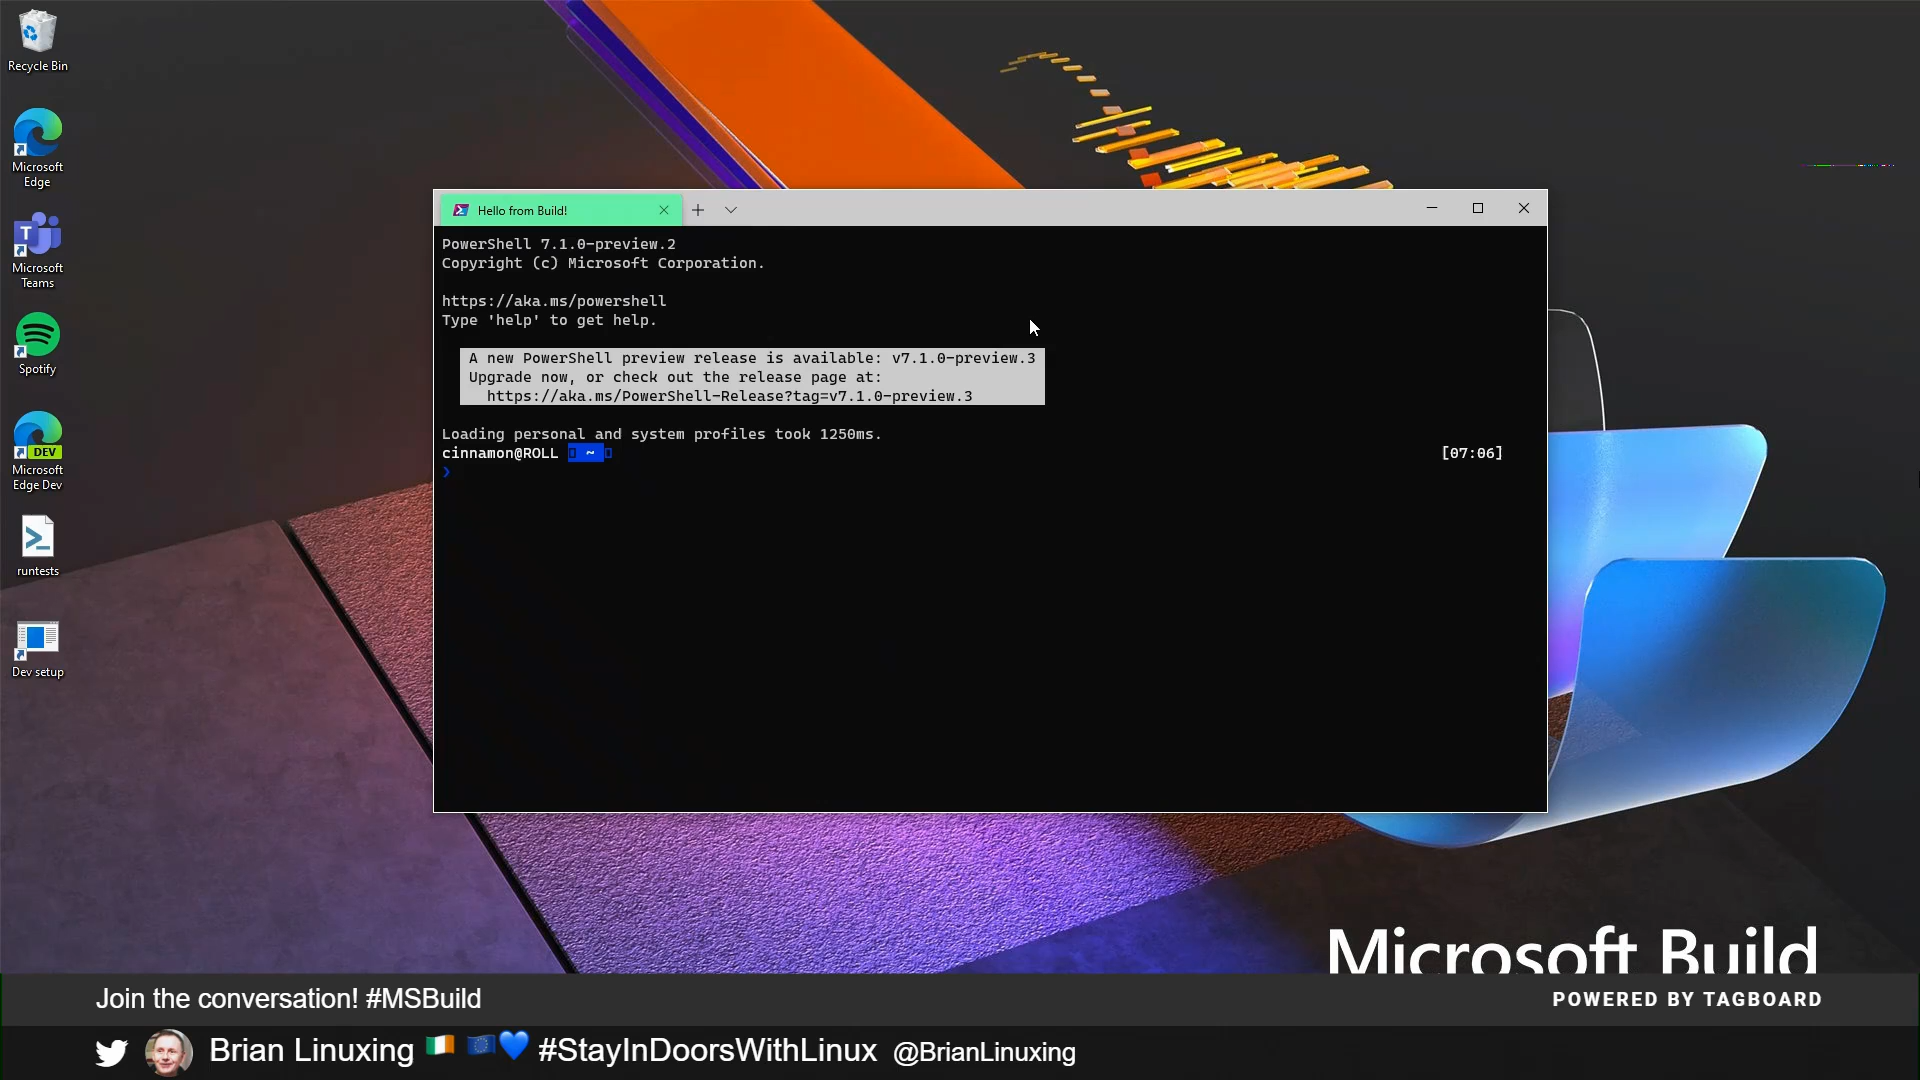 Recycle Bin
Microsoft
Edge
Microsoft
Teams
Spotify
DEV
Microsoft
Edge Dev
runtests
Dev setup
Hello from Build!
PowerShell 7.1.0-preview.2
Copyright (c) Microsoft Corporation.
https://aka.ms/powershell
Type 'help' to get help.
A new PowerShell preview release is available: v7.1.0-preview.3
Upgrade now, or check out the release page at:
https://aka.ms/PowerShell-Release?tag=v7.1.0-preview.3
Loading personal and system profiles took 1250ms.
cinnamon@ROLL ~ [07:06]
❯
Microsoft Build
Join the conversation! #MSBuild
POWERED BY TAGBOARD
Brian Linuxing 🇮🇪 🇪🇺💙 #StayInDoorsWithLinux @BrianLinuxing